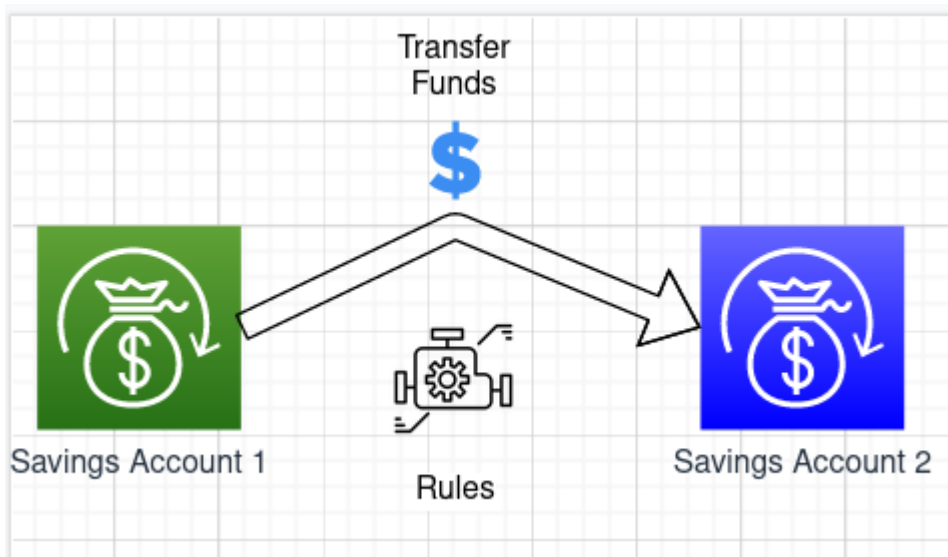 Transfer
Funds
$
$
$
Savings Account 1
Savings Account 2
Rules